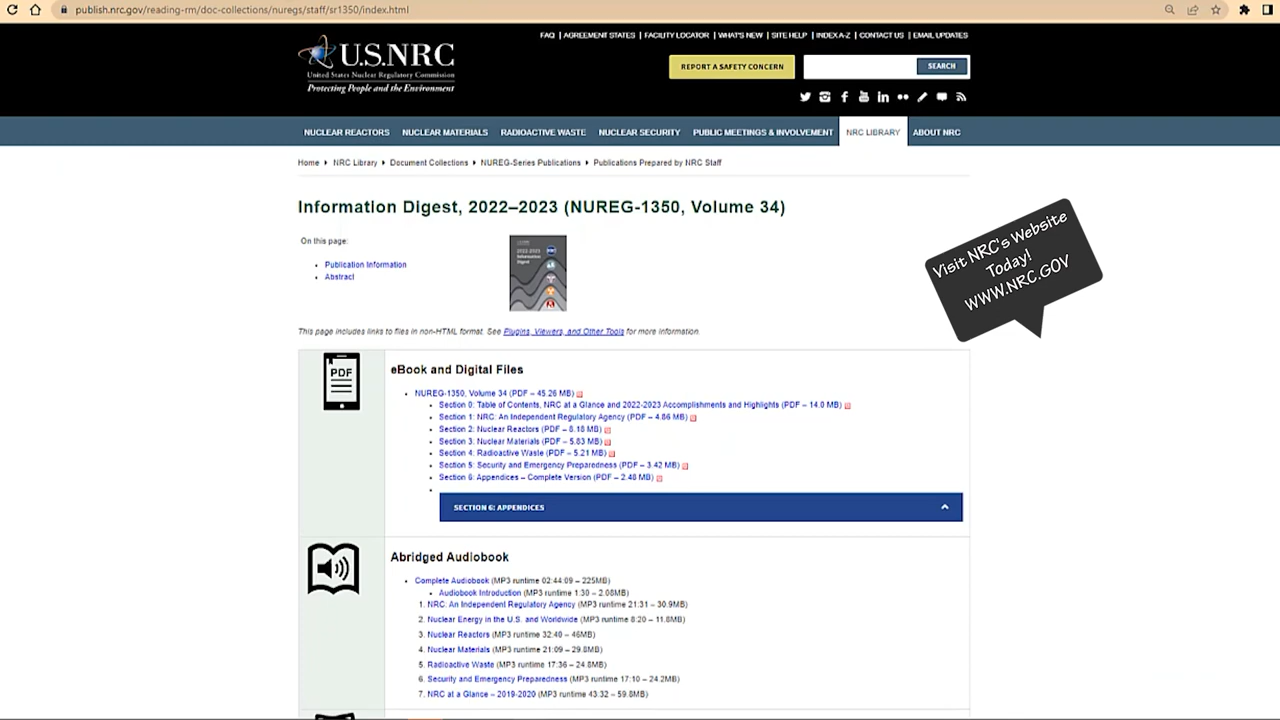 publish.nrc.gov/reading-rm/doc-collections/nuregs/staff/sr1350/index.html
FAQ | AGREEMENT STATES | FACILITY LOCATOR | WHAT'S NEW | SITE HELP | INDEX A-Z | CONTACT US | EMAIL UPDATES
U.S.NRC
United States Nuclear Regulatory Commission
Protecting People and the Environment
REPORT A SAFETY CONCERN
SEARCH
NUCLEAR REACTORS NUCLEAR MATERIALS RADIOACTIVE WASTE NUCLEAR SECURITY PUBLIC MEETINGS & INVOLVEMENT NRC LIBRARY ABOUT NRC
Home NRC Library Document Collections NUREG-Series Publications Publications Prepared by NRC Staff
Information Digest, 2022–2023 (NUREG-1350, Volume 34)
On this page:
Publication Information
Abstract
2022-2023
Information
Digest
Visit NRC's Website
Today!
WWW.NRC.GOV
This page includes links to files in non-HTML format. See Plugins, Viewers, and Other Tools for more information
PDF
eBook and Digital Files
NUREG-1350, Volume 34 (PDF – 45.26 MB)
Section 0: Table of Contents, NRC at a Glance and 2022-2023 Accomplishments and Highlights (PDF – 14.0 MB)
Section 1: NRC: An Independent Regulatory Agency (PDF – 4.86 MB)
Section 2: Nuclear Reactors (PDF – 8.18 MB)
Section 3: Nuclear Materials (PDF – 5.83 MB)
Section 4: Radioactive Waste (PDF – 5.21 MB)
Section 5: Security and Emergency Preparedness (PDF – 3.42 MB)
Section 6: Appendices – Complete Version (PDF – 2.48 MB)
SECTION 6: APPENDICES
Abridged Audiobook
Complete Audiobook (MP3 runtime 02:44:09 – 225MB)
Audiobook Introduction (MP3 runtime 1:30 – 2.08MB)
1. NRC: An Independent Regulatory Agency (MP3 runtime 21:31 – 30.9MB)
2. Nuclear Energy in the U.S. and Worldwide (MP3 runtime 8:20 – 11.8MB)
3. Nuclear Reactors (MP3 runtime 32:40 – 46MB)
4. Nuclear Materials (MP3 runtime 21:09 – 29.8MB)
5. Radioactive Waste (MP3 runtime 17:36 – 24.8MB)
6. Security and Emergency Preparedness (MP3 runtime 17:10 – 24.2MB)
7. NRC at a Glance – 2019-2020 (MP3 runtime 43:32 – 59.8MB)